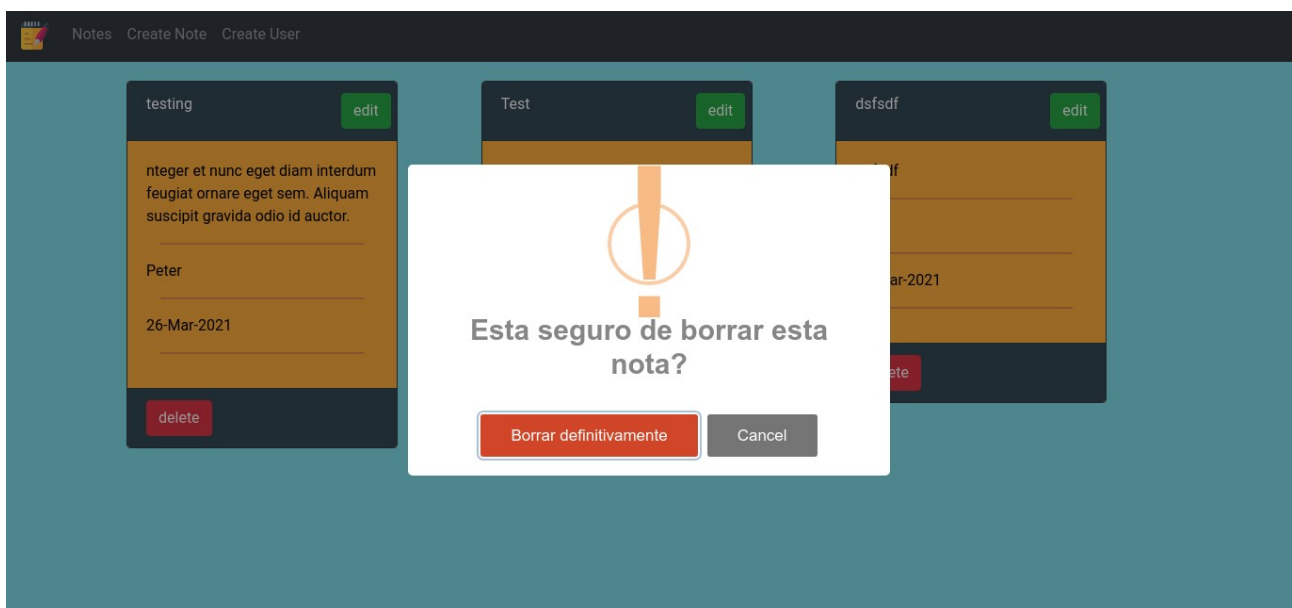 Notes Create Note Create User
testing
edit
nteger et nunc eget diam interdum
feugiat ornare eget sem. Aliquam
suscipit gravida odio id auctor.
Peter
26-Mar-2021
delete
Test
edit
dsfsdf
edit
Esta seguro de borrar esta
nota?
Borrar definitivamente
Cancel